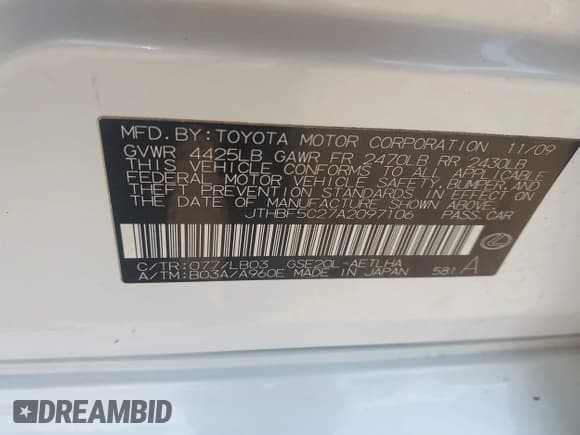 MFD. BY: TOYOTA MOTOR CORPORATION 11/09
GVWR 4425LB GAWR FR 2470LB RR 2430LB
THIS VEHICLE CONFORMS TO ALL APPLICABLE
FEDERAL MOTOR VEHICLE SAFETY, BUMPER, AND
THEFT PREVENTION STANDARDS IN EFFECT ON
THE DATE OF MANUFACTURE SHOWN ABOVE.
JTHBF5C27A2097106 PASS. CAR
C/TR: 077/LB03 GSE20L-AETLHA
A/TM: B03A/A960E MADE IN JAPAN 581 A
DREAMBID